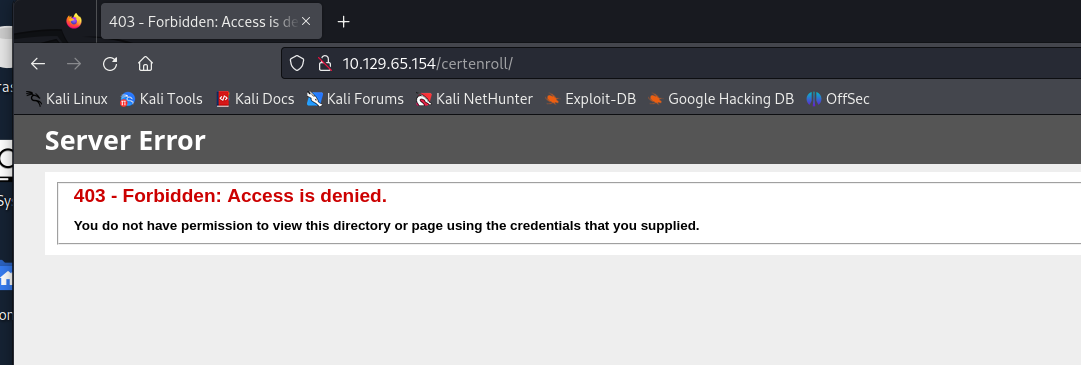 403 - Forbidden: Access is de
10.129.65.154/certenroll/
Kali Linux Kali Tools Kali Docs Kali Forums Kali NetHunter Exploit-DB Google Hacking DB OffSec
Server Error
403 - Forbidden: Access is denied.
You do not have permission to view this directory or page using the credentials that you supplied.